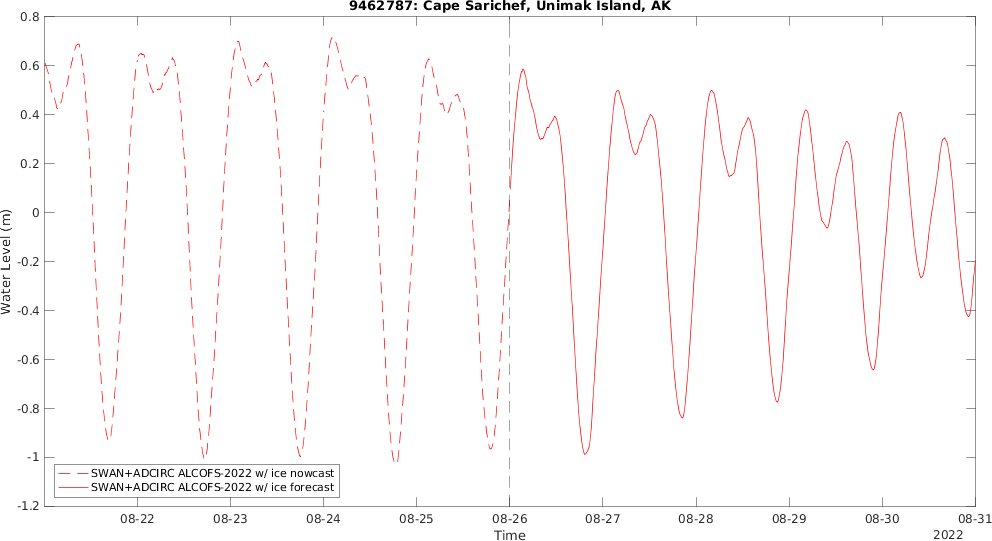 9462787: Cape Sarichef, Unimak Island, AK
0.8
0.6
0.4
0.2
0
-0.2
-0.4
-0.6
-0.8
-1
-1.2
Water Level (m)
SWAN+ADCIRC ALCOFS-2022 w/ ice nowcast
SWAN+ADCIRC ALCOFS-2022 w/ ice forecast
08-22 08-23 08-24 08-25 08-26 08-27 08-28 08-29 08-30 08-31
Time
2022